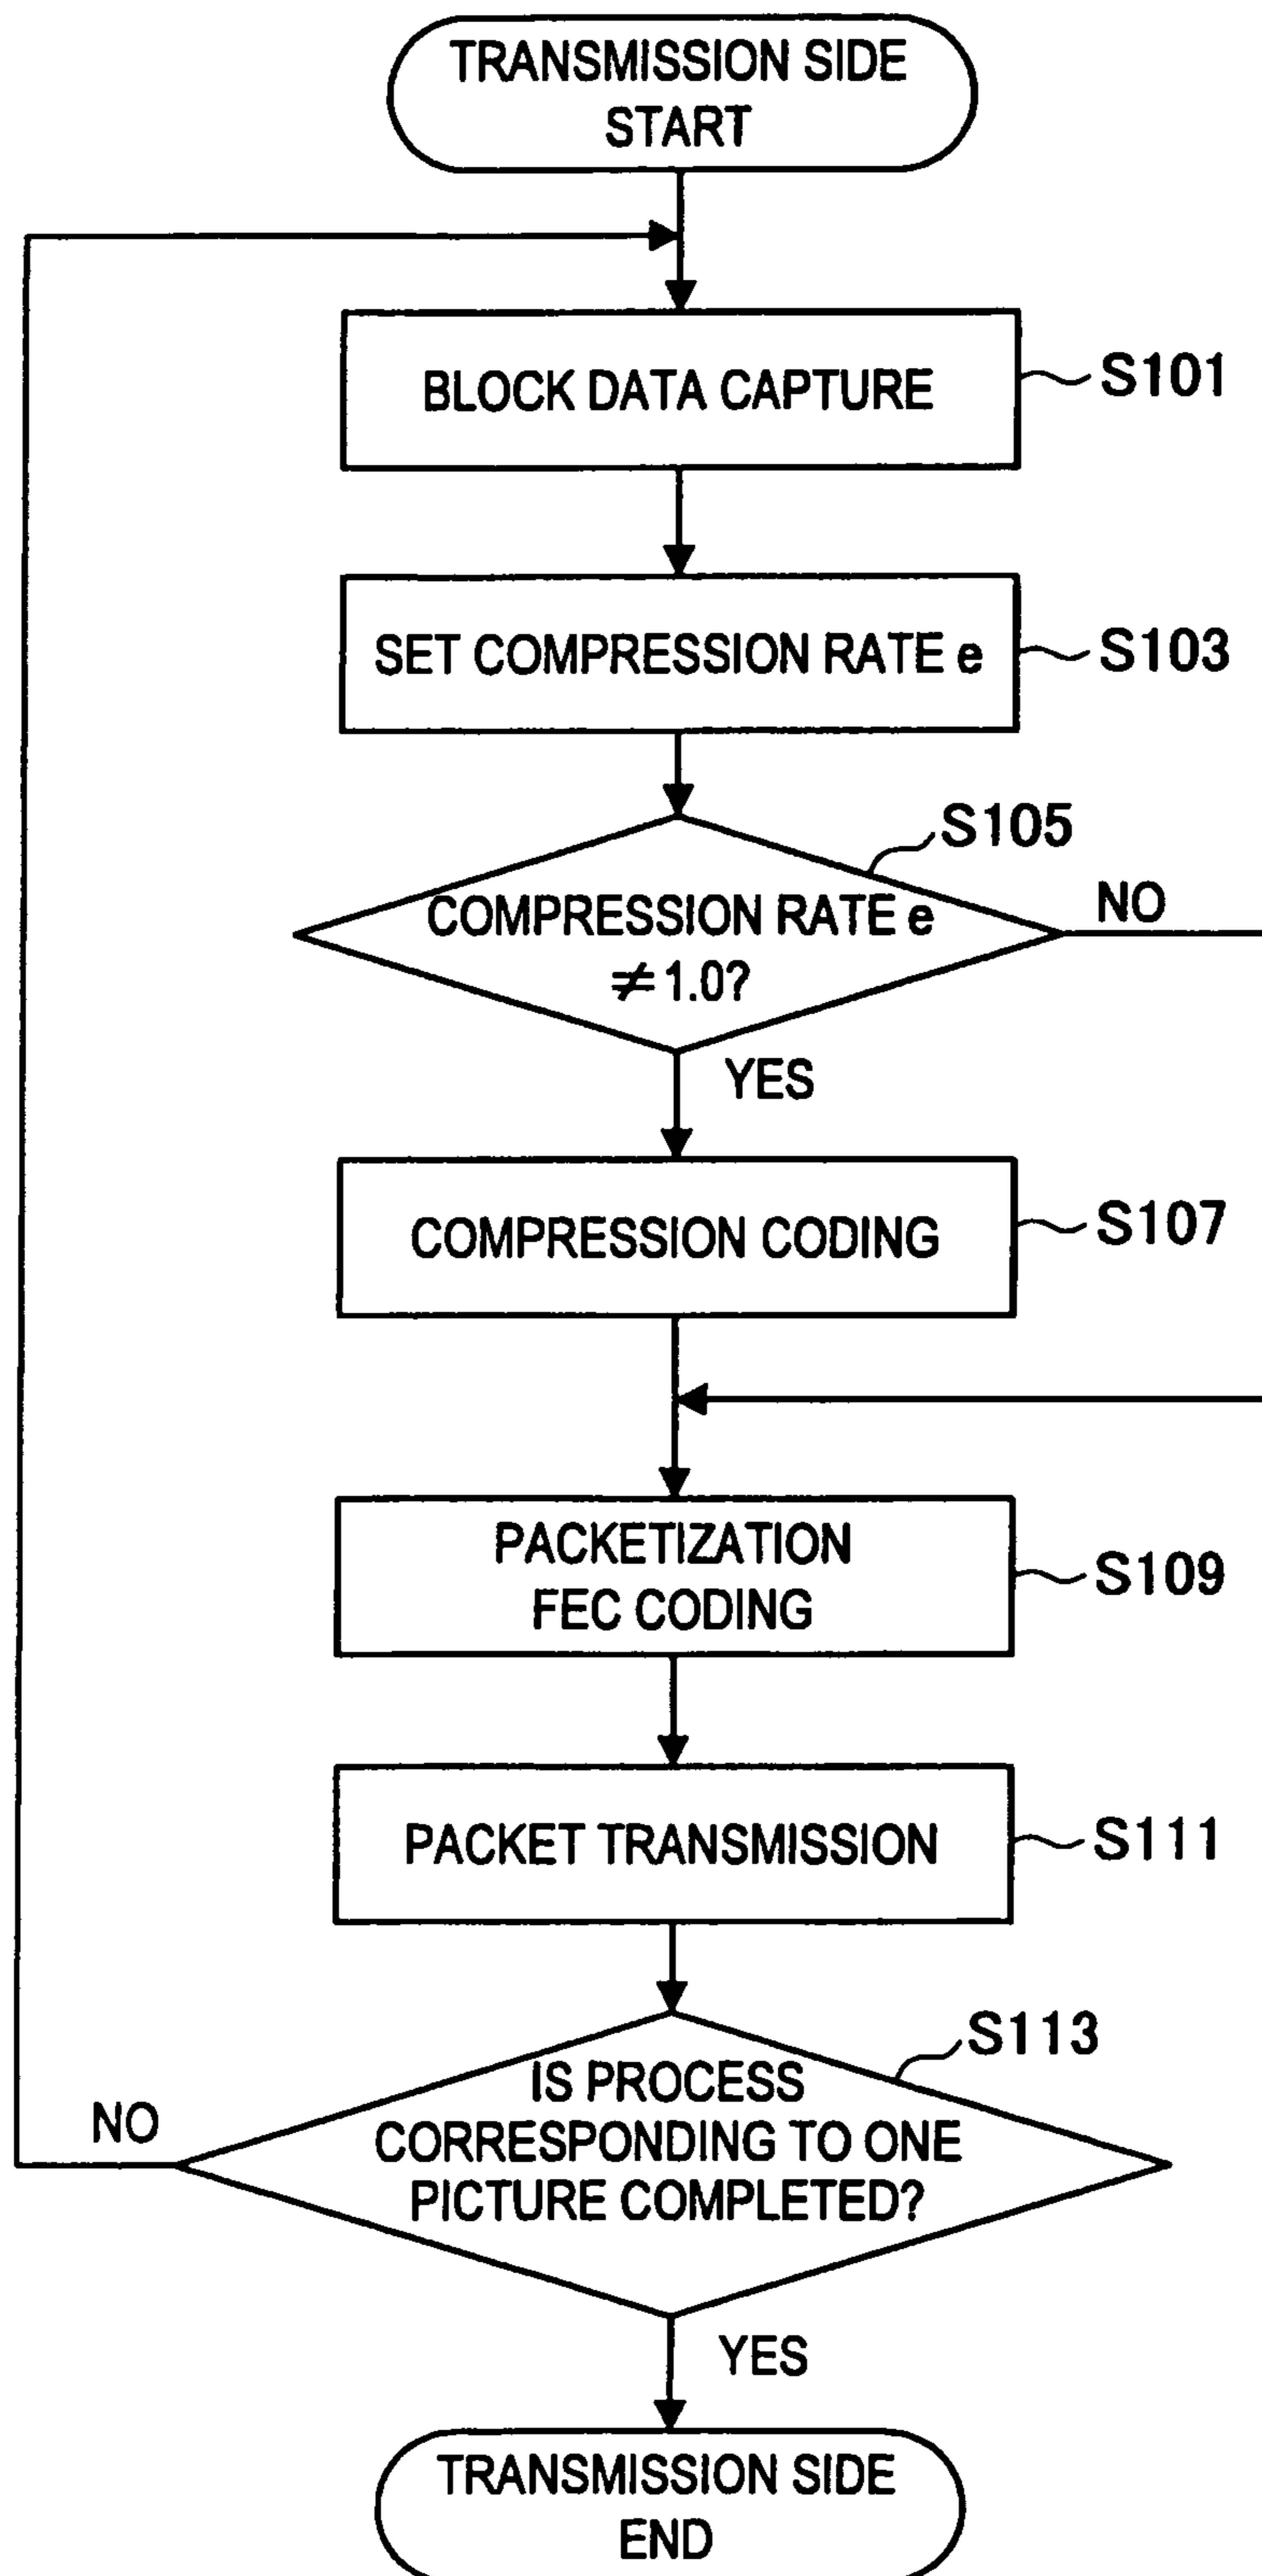 TRANSMISSION SIDE
START
BLOCK DATA CAPTURE
S101
SET COMPRESSION RATE e
S103
S105
COMPRESSION RATE e
≠1.0?
NO
YES
COMPRESSION CODING
S107
PACKETIZATION
FEC CODING
S109
PACKET TRANSMISSION
S111
S113
IS PROCESS
CORRESPONDING TO ONE
PICTURE COMPLETED?
NO
YES
TRANSMISSION SIDE
END